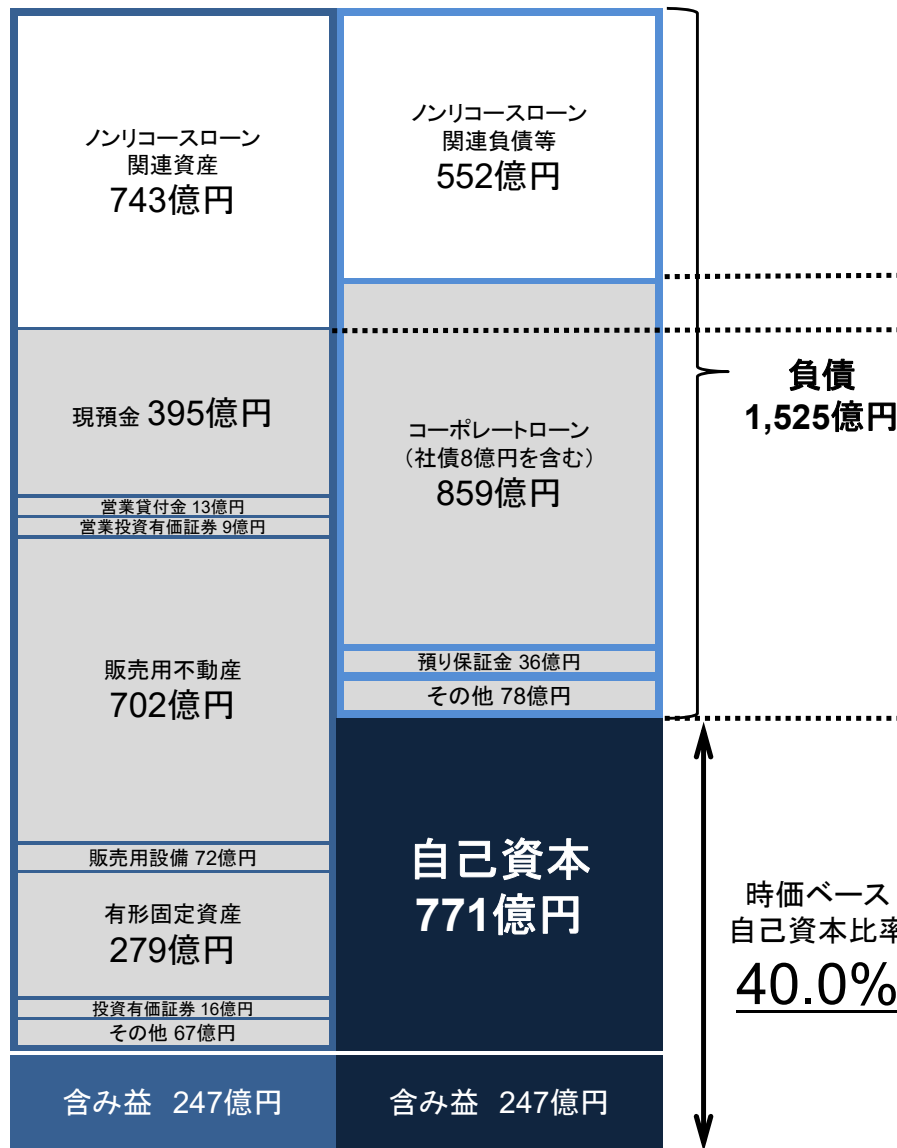 ノンリコースローン
関連資産
743億円
現預金 395億円
営業貸付金 13億円
営業投資有価証券 9億円
販売用不動産
702億円
販売用設備 72億円
有形固定資産
279億円
投資有価証券 16億円
その他 67億円
含み益 247億円
ノンリコースローン
関連負債等
552億円
コーポレートローン
（社債8億円を含む）
859億円
預り保証金 36億円
その他 78億円
自己資本
771億円
含み益 247億円
負債
1,525億円
時価ベース
自己資本比率
40.0%